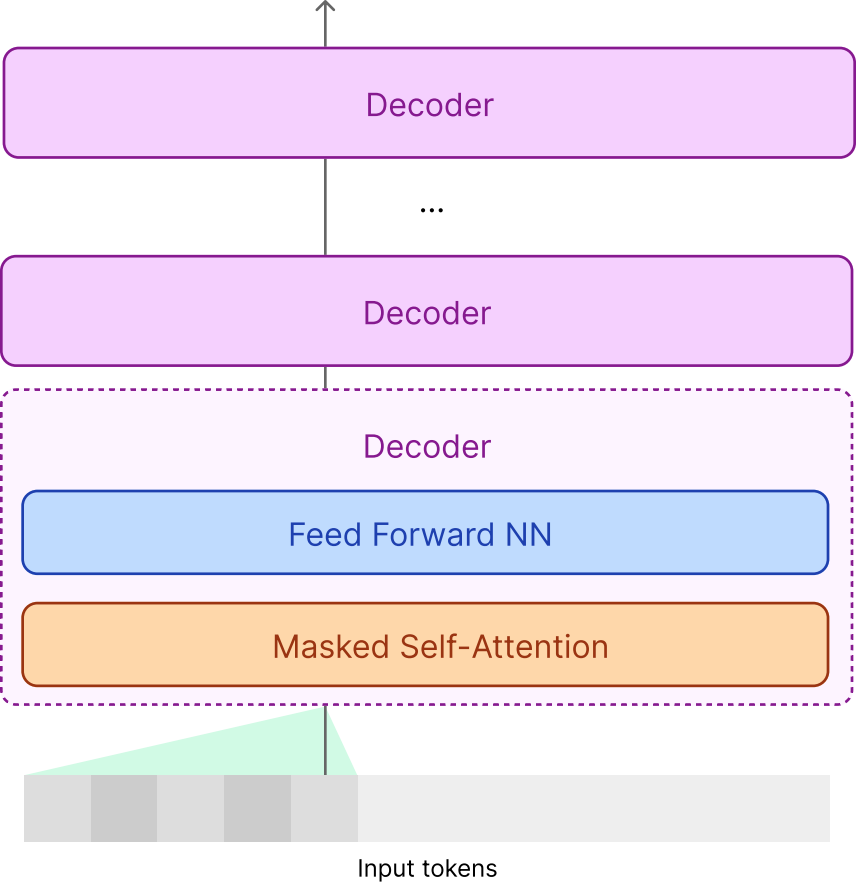 Decoder
...
Decoder
Decoder
Feed Forward NN
Masked Self-Attention
Input tokens